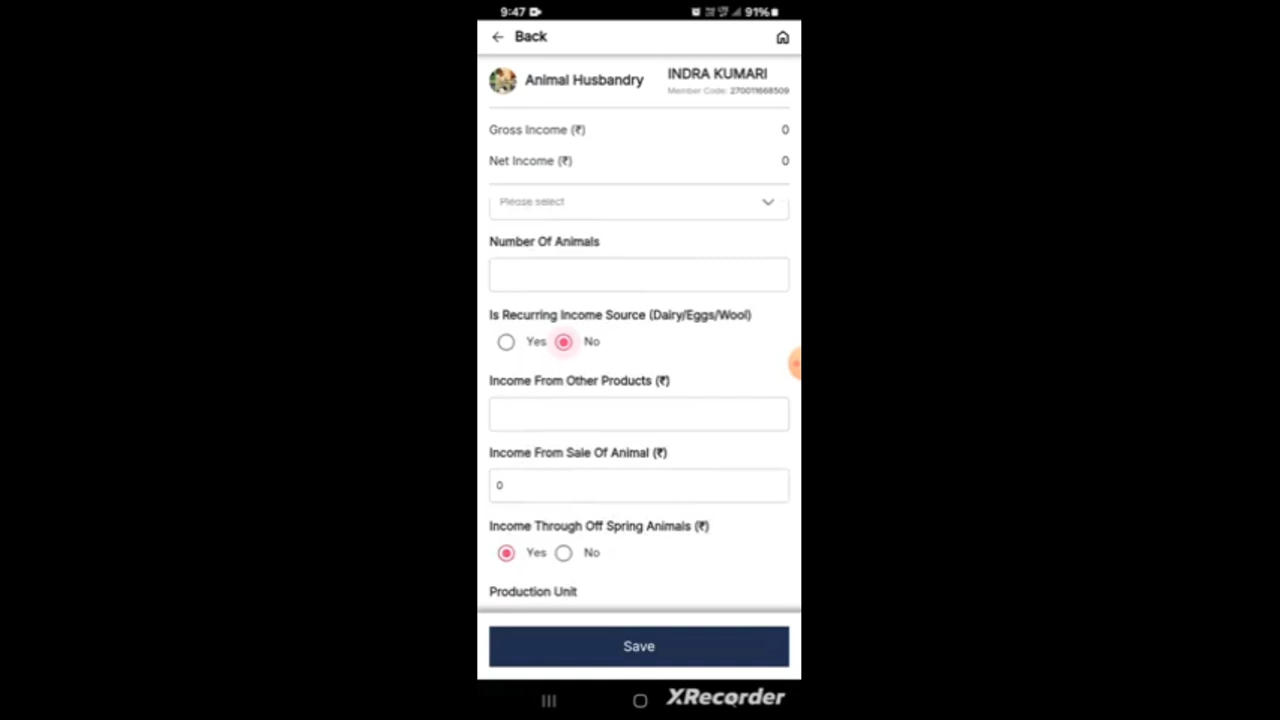 9:47
91%
Back
Animal Husbandry
INDRA KUMARI
Member Code: 270011668509
Gross Income (₹) 0
Net Income (₹) 0
Please select
Number Of Animals
Is Recurring Income Source (Dairy/Eggs/Wool)
Yes No
Income From Other Products (₹)
Income From Sale Of Animal (₹)
0
Income Through Off Spring Animals (₹)
Yes No
Production Unit
Save
XRecorder